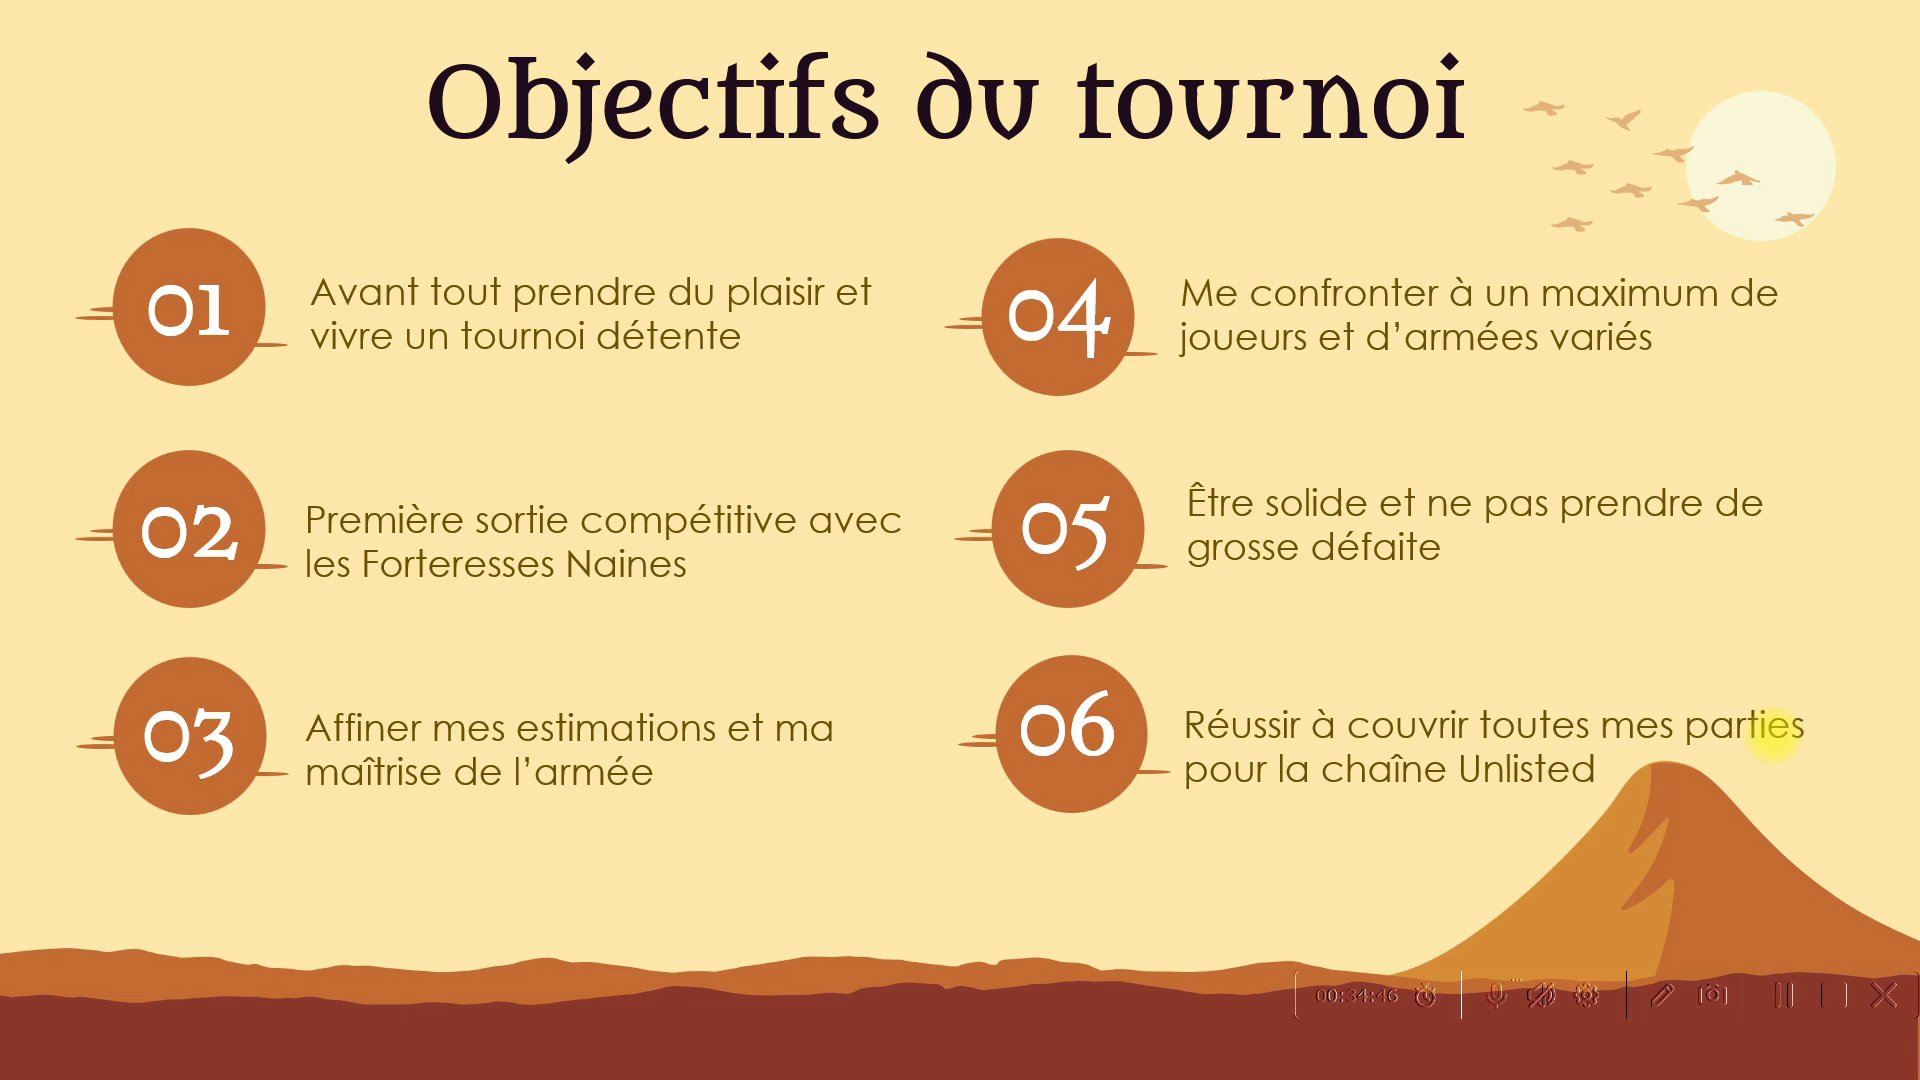 Objectifs du tournoi
01
Avant tout prendre du plaisir et
vivre un tournoi détente
02
Première sortie compétitive avec
les Forteresses Naines
03
Affiner mes estimations et ma
maîtrise de l’armée
04
Me confronter à un maximum de
joueurs et d’armées variés
05
Être solide et ne pas prendre de
grosse défaite
06
Réussir à couvrir toutes mes parties
pour la chaîne Unlisted
00:34:46